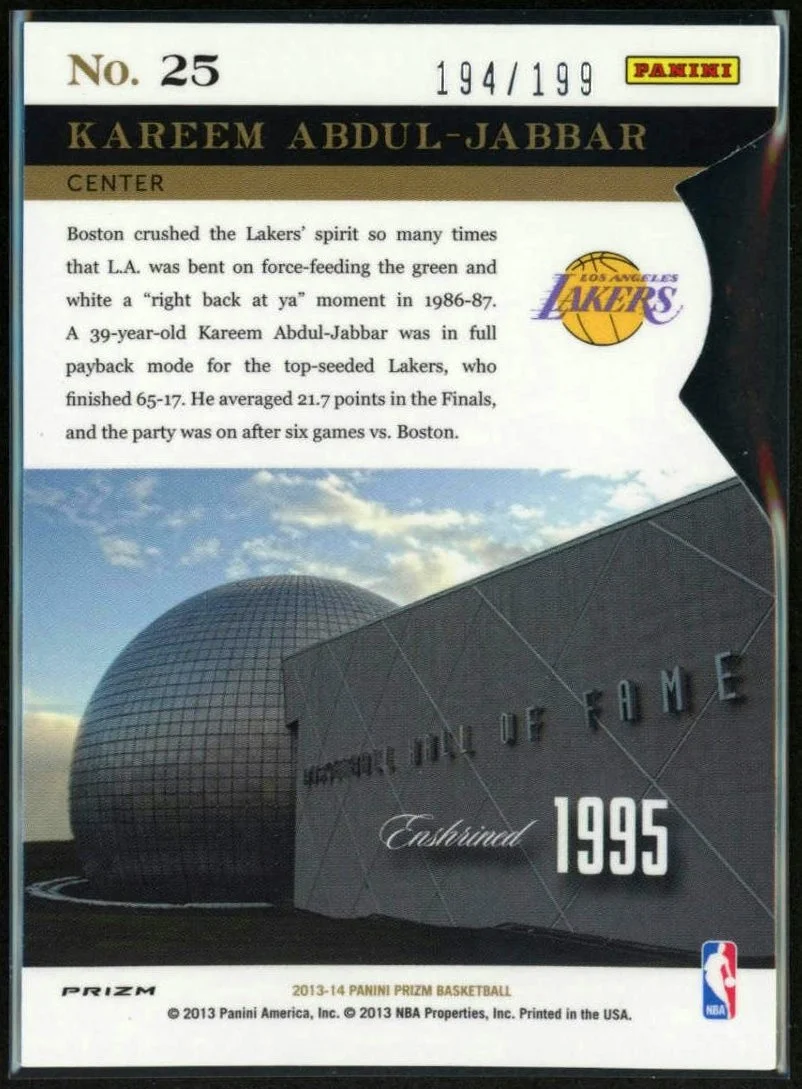 No. 25
194/199
PANINI
KAREEM ABDUL-JABBAR
CENTER
Boston crushed the Lakers' spirit so many times
that L.A. was bent on force-feeding the green and
white a “right back at ya” moment in 1986-87.
A 39-year-old Kareem Abdul-Jabbar was in full
payback mode for the top-seeded Lakers, who
finished 65-17. He averaged 21.7 points in the Finals,
and the party was on after six games vs. Boston.
LOS ANGELES
LAKERS
BASKETBALL HALL OF FAME
Enshrined 1995
PRIZM
2013-14 PANINI PRIZM BASKETBALL
© 2013 Panini America, Inc. © 2013 NBA Properties, Inc. Printed in the USA.
NBA